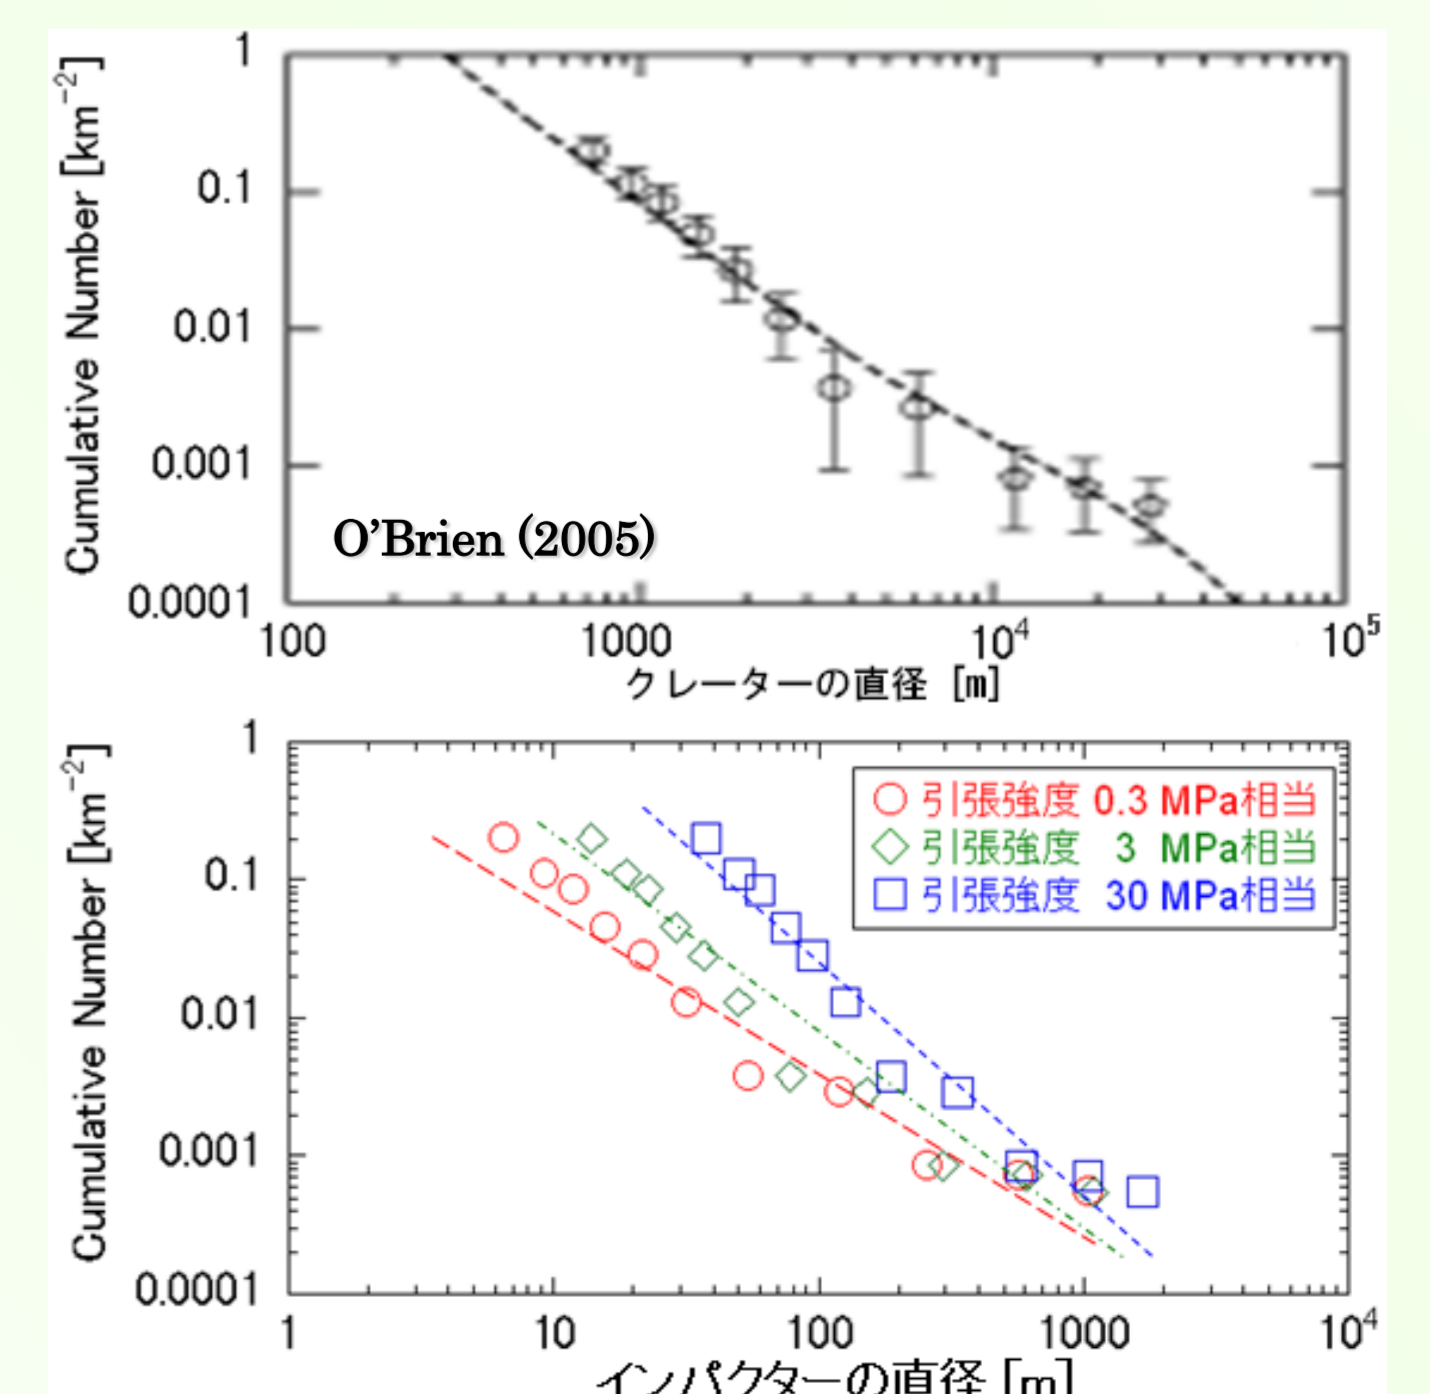 Cumulative Number [km⁻²]
1
0.1
0.01
0.001
0.0001
O'Brien (2005)
100 1000 10⁴ 10⁵
クレーターの直径 [m]
Cumulative Number [km⁻²]
1
0.1
0.01
0.001
0.0001
引張強度 0.3 MPa相当
引張強度 3 MPa相当
引張強度 30 MPa相当
1 10 100 1000 10⁴
インパクターの直径 [m]